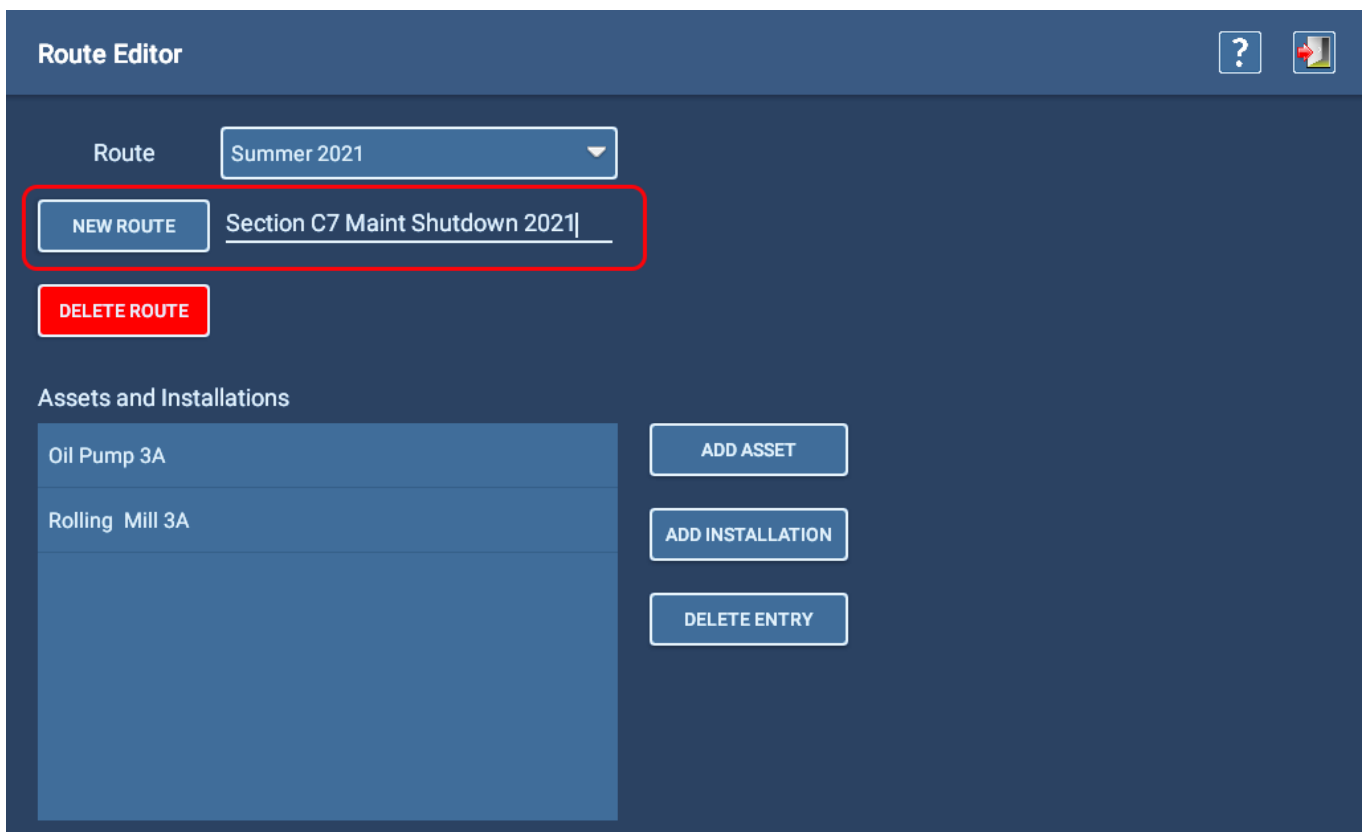 Route Editor
?
Route
Summer 2021
NEW ROUTE
Section C7 Maint Shutdown 2021
DELETE ROUTE
Assets and Installations
Oil Pump 3A
Rolling  Mill 3A
ADD ASSET
ADD INSTALLATION
DELETE ENTRY